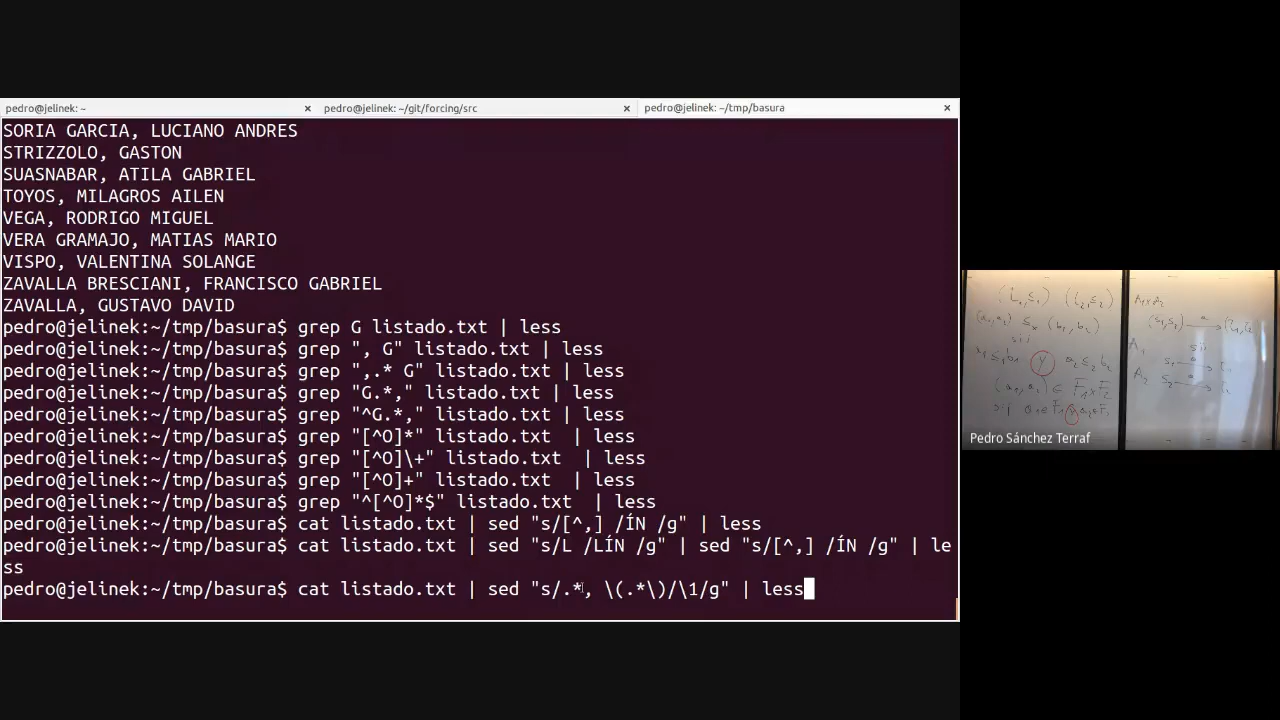 pedro@jelinek: ~ × pedro@jelinek: ~/git/forcing/src × pedro@jelinek: ~/tmp/basura ×
SORIA GARCIA, LUCIANO ANDRES
STRIZZOLO, GASTON
SUASNABAR, ATILA GABRIEL
TOYOS, MILAGROS AILEN
VEGA, RODRIGO MIGUEL
VERA GRAMAJO, MATIAS MARIO
VISPO, VALENTINA SOLANGE
ZAVALLA BRESCIANI, FRANCISCO GABRIEL
ZAVALLA, GUSTAVO DAVID
pedro@jelinek:~/tmp/basura$ grep G listado.txt | less
pedro@jelinek:~/tmp/basura$ grep ", G" listado.txt | less
pedro@jelinek:~/tmp/basura$ grep ",.* G" listado.txt | less
pedro@jelinek:~/tmp/basura$ grep "G.*," listado.txt | less
pedro@jelinek:~/tmp/basura$ grep "^G.*," listado.txt | less
pedro@jelinek:~/tmp/basura$ grep "[^O]*" listado.txt  | less
pedro@jelinek:~/tmp/basura$ grep "[^O]\+" listado.txt  | less
pedro@jelinek:~/tmp/basura$ grep "[^O]+" listado.txt  | less
pedro@jelinek:~/tmp/basura$ grep "^[^O]*$" listado.txt  | less
pedro@jelinek:~/tmp/basura$ cat listado.txt | sed "s/[^,] /ÍN /g" | less
pedro@jelinek:~/tmp/basura$ cat listado.txt | sed "s/L /LÍN /g" | sed "s/[^,] /ÍN /g" | le
ss
pedro@jelinek:~/tmp/basura$ cat listado.txt | sed "s/.*, \(.*\)/\1/g" | less
Pedro Sánchez Terraf